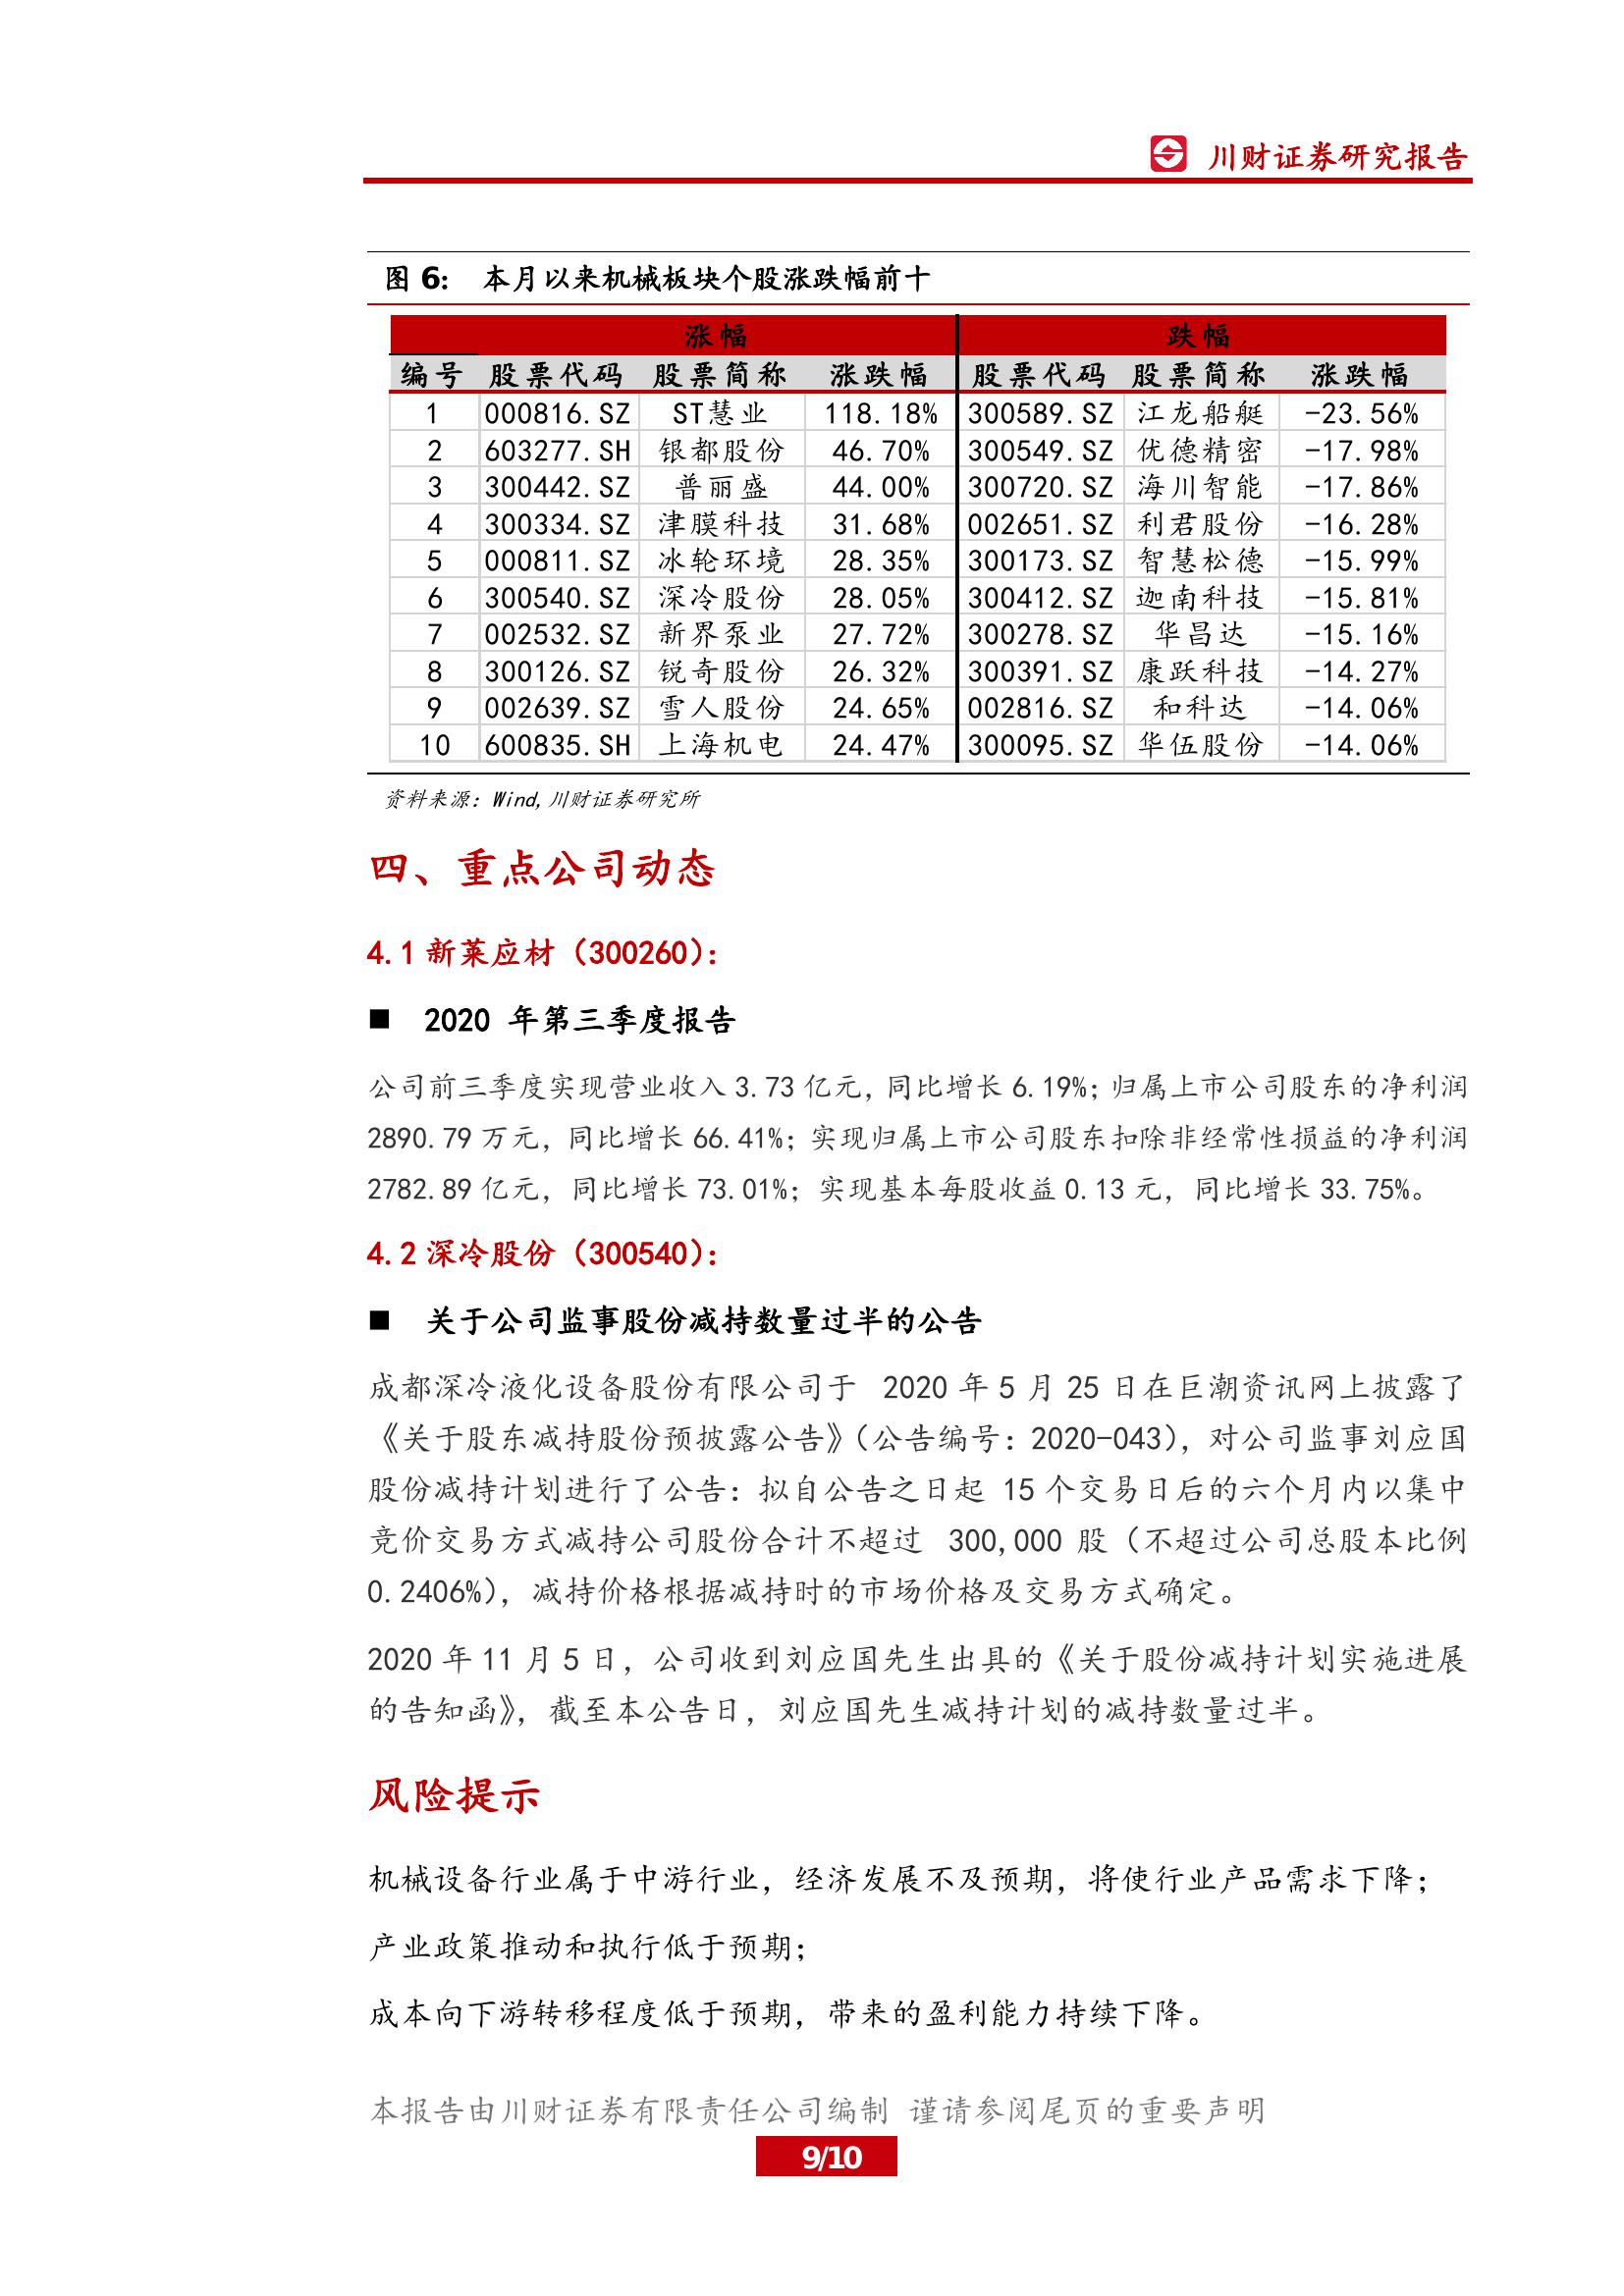 川财证券研究报告
图 6： 本月以来机械板块个股涨跌幅前十
涨幅 跌幅
编号 股票代码 股票简称 涨跌幅 股票代码 股票简称 涨跌幅
1 000816.SZ ST慧业 118.18% 300589.SZ 江龙船艇 -23.56%
2 603277.SH 银都股份 46.70% 300549.SZ 优德精密 -17.98%
3 300442.SZ 普丽盛 44.00% 300720.SZ 海川智能 -17.86%
4 300334.SZ 津膜科技 31.68% 002651.SZ 利君股份 -16.28%
5 000811.SZ 冰轮环境 28.35% 300173.SZ 智慧松德 -15.99%
6 300540.SZ 深冷股份 28.05% 300412.SZ 迦南科技 -15.81%
7 002532.SZ 新界泵业 27.72% 300278.SZ 华昌达 -15.16%
8 300126.SZ 锐奇股份 26.32% 300391.SZ 康跃科技 -14.27%
9 002639.SZ 雪人股份 24.65% 002816.SZ 和科达 -14.06%
10 600835.SH 上海机电 24.47% 300095.SZ 华伍股份 -14.06%
资料来源：Wind,川财证券研究所
四、重点公司动态
4.1 新莱应材（300260）：
■ 2020 年第三季度报告
公司前三季度实现营业收入 3.73 亿元，同比增长 6.19%；归属上市公司股东的净利润
2890.79 万元，同比增长 66.41%；实现归属上市公司股东扣除非经常性损益的净利润
2782.89 亿元，同比增长 73.01%；实现基本每股收益 0.13 元，同比增长 33.75%。
4.2 深冷股份（300540）：
■ 关于公司监事股份减持数量过半的公告
成都深冷液化设备股份有限公司于 2020 年 5 月 25 日在巨潮资讯网上披露了
《关于股东减持股份预披露公告》（公告编号：2020-043），对公司监事刘应国
股份减持计划进行了公告：拟自公告之日起 15 个交易日后的六个月内以集中
竞价交易方式减持公司股份合计不超过 300,000 股（不超过公司总股本比例
0.2406%），减持价格根据减持时的市场价格及交易方式确定。
2020 年 11 月 5 日，公司收到刘应国先生出具的《关于股份减持计划实施进展
的告知函》，截至本公告日，刘应国先生减持计划的减持数量过半。
风险提示
机械设备行业属于中游行业，经济发展不及预期，将使行业产品需求下降；
产业政策推动和执行低于预期；
成本向下游转移程度低于预期，带来的盈利能力持续下降。
本报告由川财证券有限责任公司编制 谨请参阅尾页的重要声明
9/10